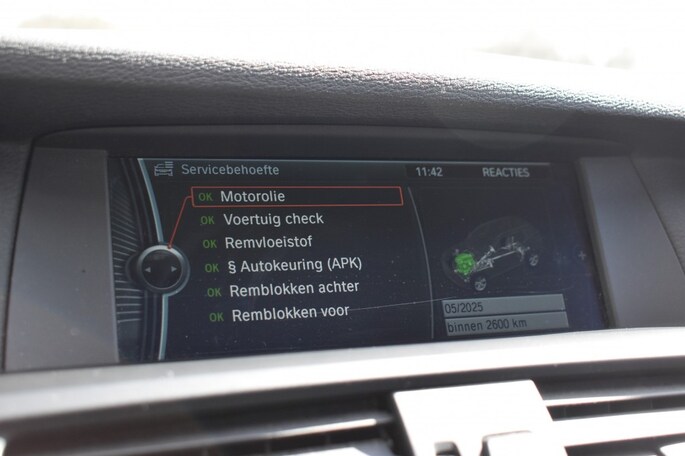 Servicebehoefte 11:42 REACTIES
OK Motorolie
OK Voertuig check
OK Remvloeistof
OK § Autokeuring (APK)
OK Remblokken achter
OK Remblokken voor
05/2025
binnen 2600 km